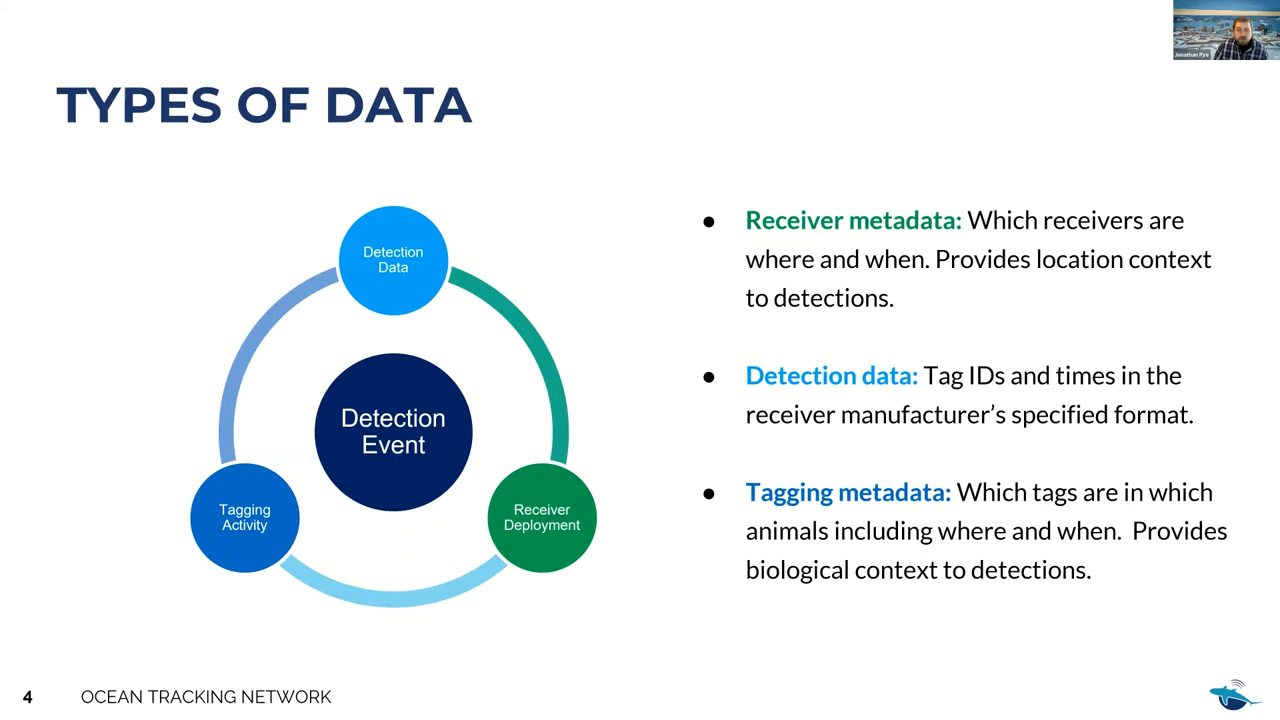 Jonathan Pye
TYPES OF DATA
Detection
Data
Detection
Event
Tagging
Activity
Receiver
Deployment
● Receiver metadata: Which receivers are
where and when. Provides location context
to detections.
● Detection data: Tag IDs and times in the
receiver manufacturer’s specified format.
● Tagging metadata: Which tags are in which
animals including where and when. Provides
biological context to detections.
4 OCEAN TRACKING NETWORK